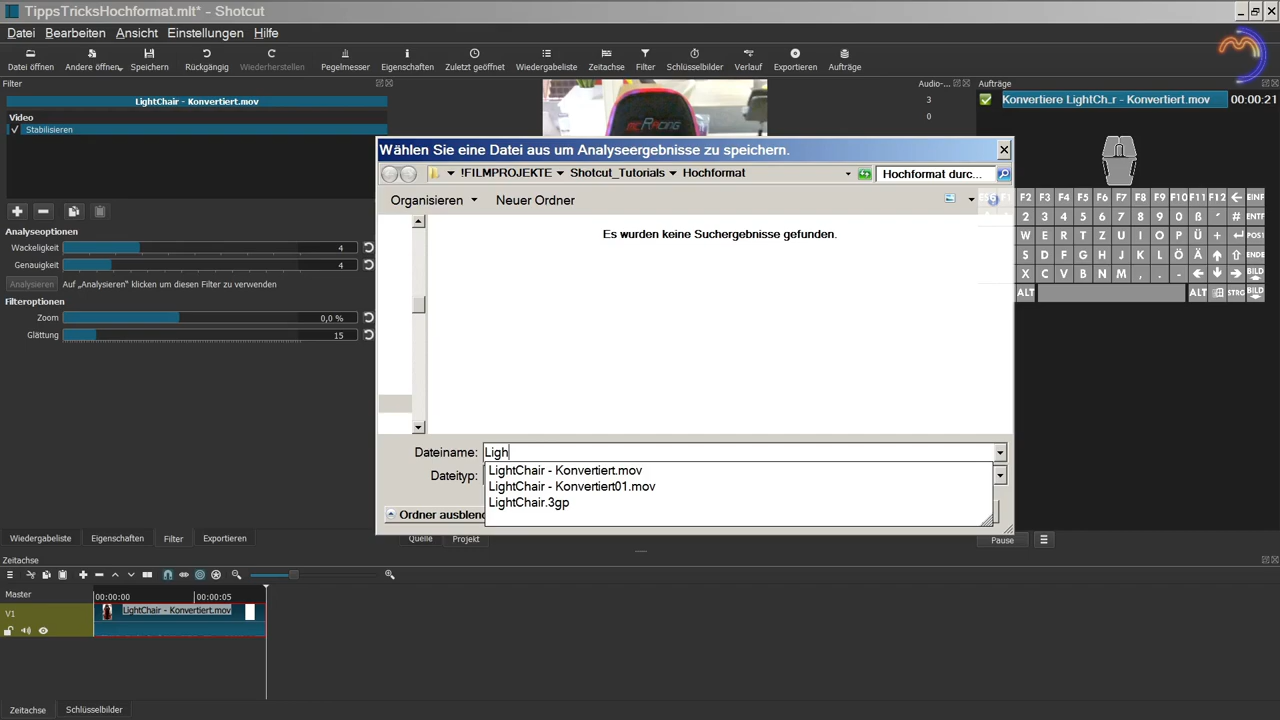 TippsTricksHochformat.mlt* - Shotcut
Datei Bearbeiten Ansicht Einstellungen Hilfe
Datei öffnen Andere öffnen Speichern Rückgängig Wiederherstellen Pegelmesser Eigenschaften Zuletzt geöffnet Wiedergabeliste Zeitachse Filter Schlüsselbilder Verlauf Exportieren Aufträge
Filter
LightChair - Konvertiert.mov
Video
✓ Stabilisieren
Analyseoptionen
Wackeligkeit 4
Genauigkeit 4
Analysieren Auf „Analysieren" klicken um diesen Filter zu verwenden
Filteroptionen
Zoom 0,0 %
Glättung 15
Audio-...
3
0
Aufträge
Konvertiere LightCh_r - Konvertiert.mov 00:00:21
Wählen Sie eine Datei aus um Analyseergebnisse zu speichern.
!FILMPROJEKTE Shotcut_Tutorials Hochformat
Hochformat durc...
Organisieren Neuer Ordner
Es wurden keine Suchergebnisse gefunden.
Dateiname: Ligh
LightChair - Konvertiert.mov
LightChair - Konvertiert01.mov
LightChair.3gp
Dateityp:
Ordner ausblend
F2 F3 F4 F5 F6 F7 F8 F9 F10 F11 F12 EINF
2 3 4 5 6 7 8 9 0 ß ´ # ENTF
W E R T Z U I O P Ü + POS1
S D F G H J K L Ö Ä ENDE
X C V B N M , . - BILD
ALT ALT STRG BILD
Quelle Projekt
Pause
Wiedergabeliste Eigenschaften Filter Exportieren
Zeitachse
Master
00:00:00 00:00:05
V1
LightChair - Konvertiert.mov
Zeitachse Schlüsselbilder